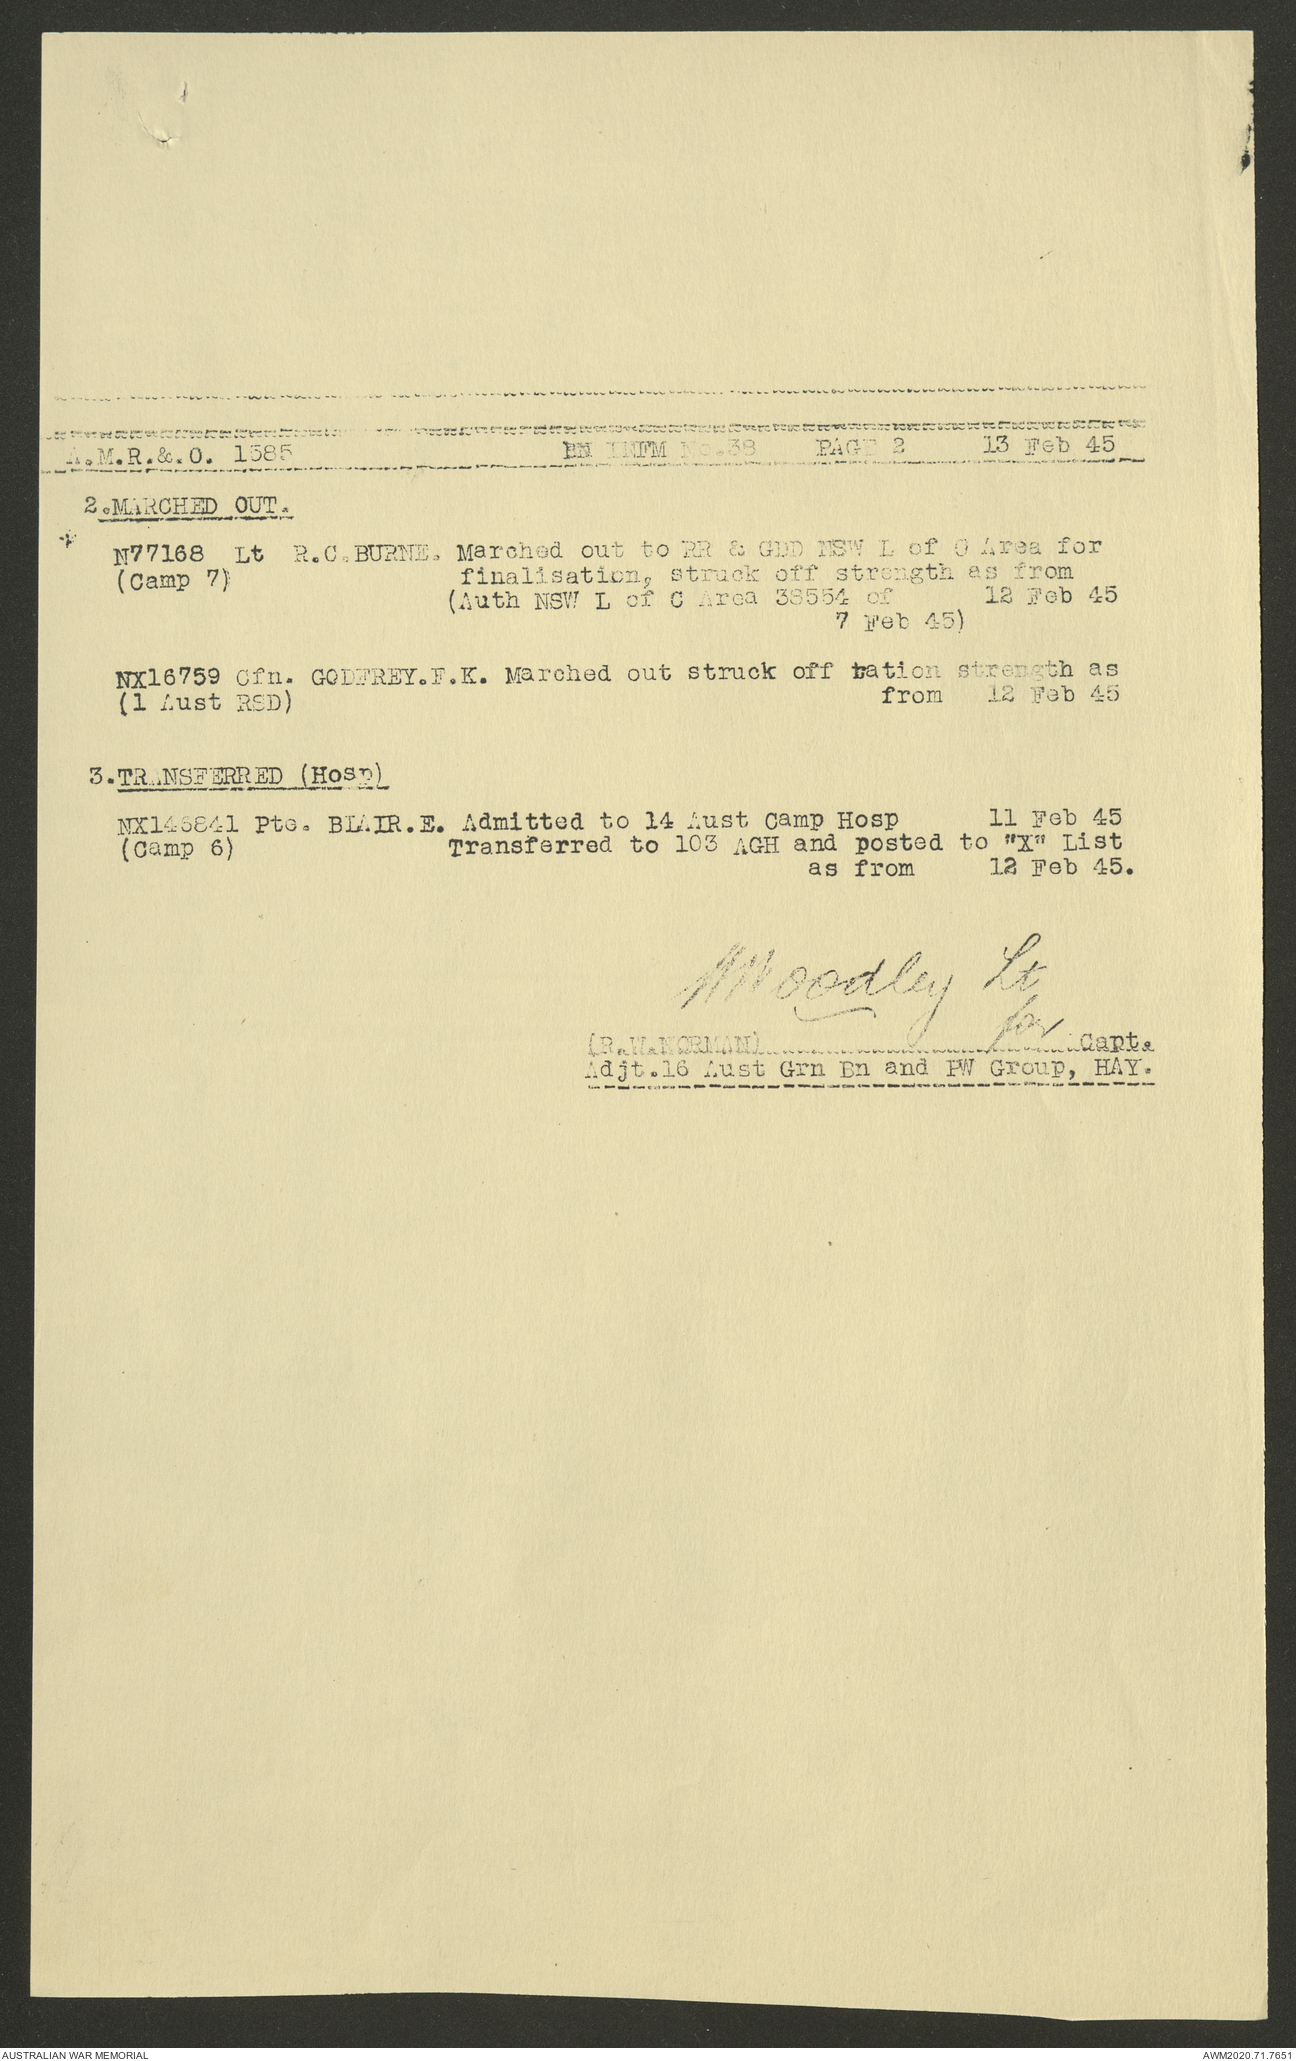 A.M.R.&.O. 1585 BN INFM No.38 PAGE 2 13 Feb 45
2.MARCHED OUT.
N77168 Lt R.C.BURNE. Marched out to RR & GDD NSW L of C Area for
(Camp 7) finalisation, struck off strength as from
(Auth NSW L of C Area 38554 of 12 Feb 45
7 Feb 45)
NX16759 Cfn. GODFREY.F.K. Marched out struck off ration strength as
(1 Aust RSD) from 12 Feb 45
3.TRANSFERRED (Hosp)
NX146841 Pte. BLAIR.E. Admitted to 14 Aust Camp Hosp 11 Feb 45
(Camp 6) Transferred to 103 AGH and posted to "X" List
as from 12 Feb 45.
Woodley Lt
for
(R.W.NORMAN)..............................Capt.
Adjt.16 Aust Grn Bn and PW Group, HAY.
AUSTRALIAN WAR MEMORIAL AWM2020.71.7651